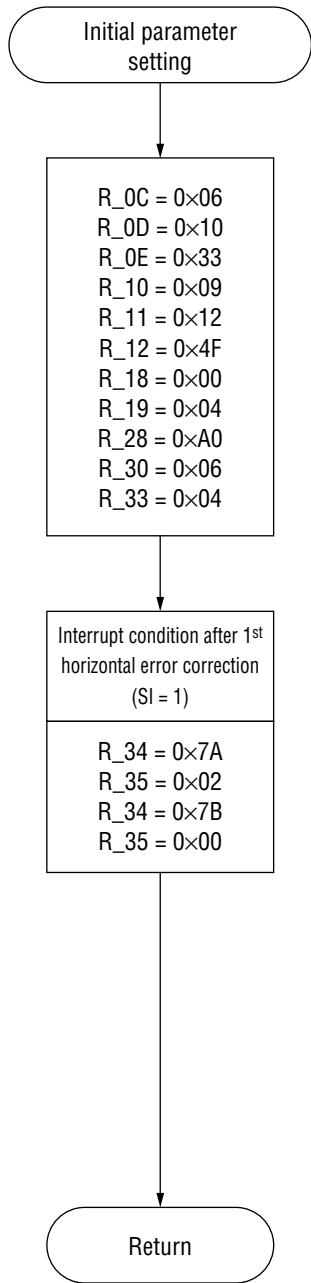 Initial parameter
setting
R_0C = 0×06
R_0D = 0×10
R_0E = 0×33
R_10 = 0×09
R_11 = 0×12
R_12 = 0×4F
R_18 = 0×00
R_19 = 0×04
R_28 = 0×A0
R_30 = 0×06
R_33 = 0×04
Interrupt condition after 1st
horizontal error correction
(SI = 1)
R_34 = 0×7A
R_35 = 0×02
R_34 = 0×7B
R_35 = 0×00
Return